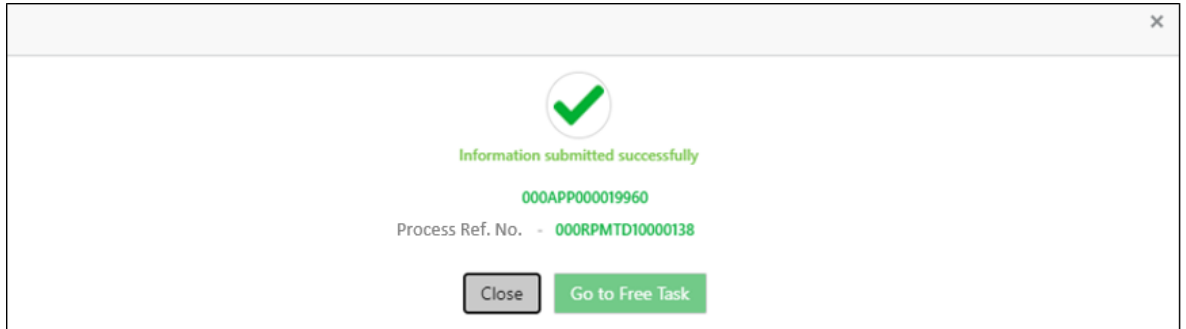 ×
Information submitted successfully
000APP000019960
Process Ref. No. - 000RPMTD10000138
Close Go to Free Task